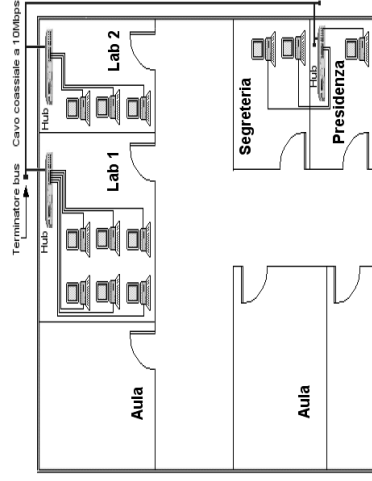 Terminatore bus
Cavo coassiale a 10Mbps
Hub
Hub
Lab 1
Lab 2
Aula
Segreteria
Hub
Presidenza
Aula